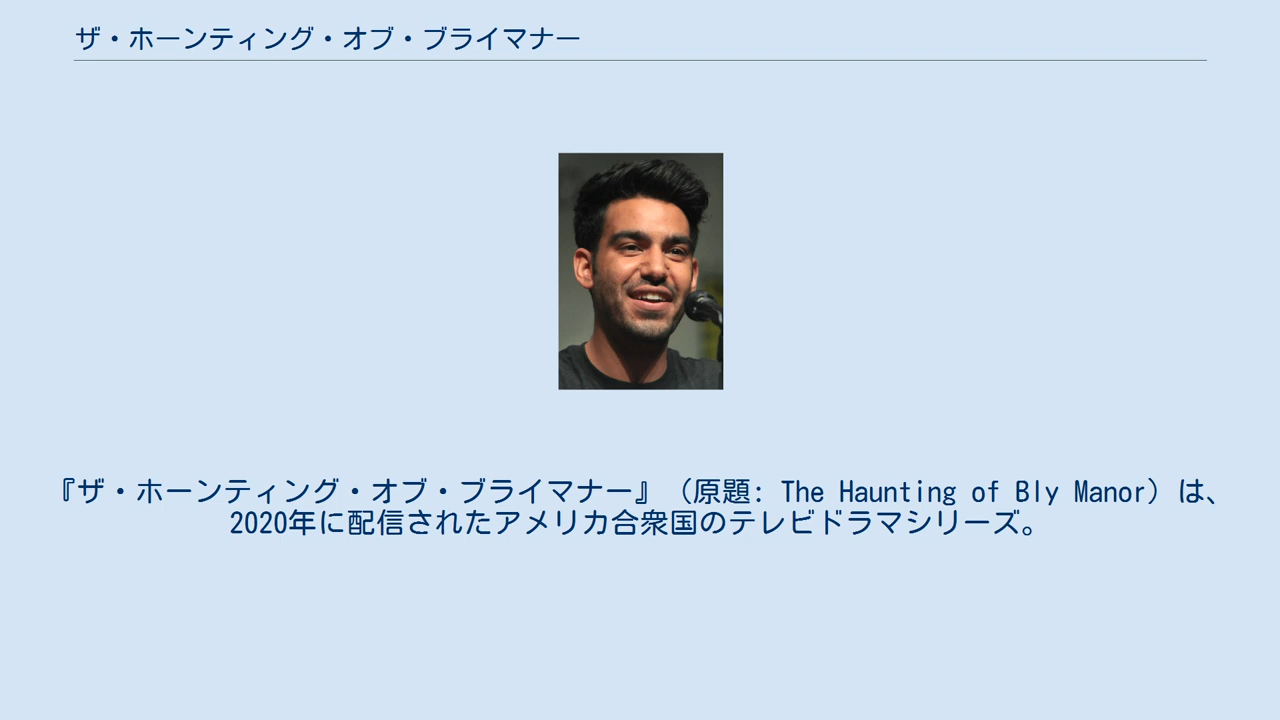 ザ・ホーンティング・オブ・ブライマナー
『ザ・ホーンティング・オブ・ブライマナー』（原題: The Haunting of Bly Manor）は、
2020年に配信されたアメリカ合衆国のテレビドラマシリーズ。